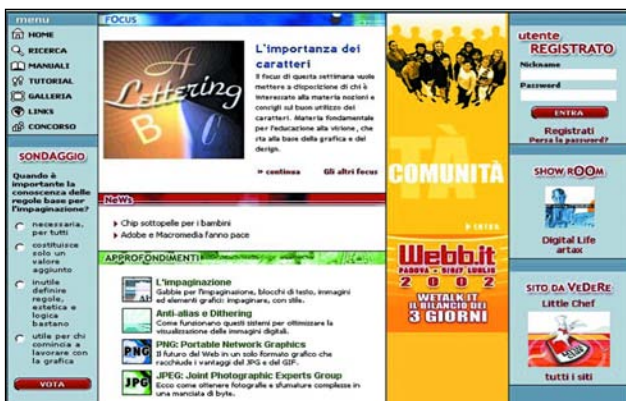 menu
HOME
RICERCA
MANUALI
TUTORIAL
GALLERIA
LINKS
CONCORSO
SONDAGGIO
Quando è
importante la
conoscenza delle
regole base per
l'impaginazione?
necessaria,
per tutti
costituisce
solo un
valore
aggiunto
inutile
definire
regole,
estetica e
logica
bastano
utile per chi
comincia a
lavorare con
la grafica
VOTA
FOCUS
A
Lettering
B C
L'importanza dei
caratteri
Il focus di questa settimana vuole
mettere a disposizione di chi è
interessato alla materia nozioni e
consigli sul buon utilizzo dei
caratteri. Materia fondamentale
per l'educazione alla visione, che
sta alla base della grafica e del
design.
» continua Gli altri focus
NeWs
Chip sottopelle per i bambini
Adobe e Macromedia fanno pace
APPROFONDIMENTI
L'impaginazione
Gabbie per l'impaginazione, blocchi di testo, immagini
ed elementi grafici: impaginare, con stile.
Anti-alias e Dithering
Come funzionano questi sistemi per ottimizzare la
visualizzazione delle immagini digitali.
PNG
PNG: Portable Network Graphics
Il futuro del Web in un solo formato grafico che
racchiude i vantaggi del JPG e del GIF.
JPG
JPEG: Joint Photographic Experts Group
Ecco come ottenere fotografie e sfumature complesse in
una manciata di byte.
TÀ
COMUNITÀ
Webb.it
PADOVA • 5/6/7 LUGLIO
2002
WETALK IT
IL BILANCIO DEI
3 GIORNI
utente
REGISTRATO
Nickname
Password
ENTRA
Registrati
Persa la password?
SHOW ROOM
Digital Life
artax
SITO DA VeDeRe
Little Chef
tutti i siti